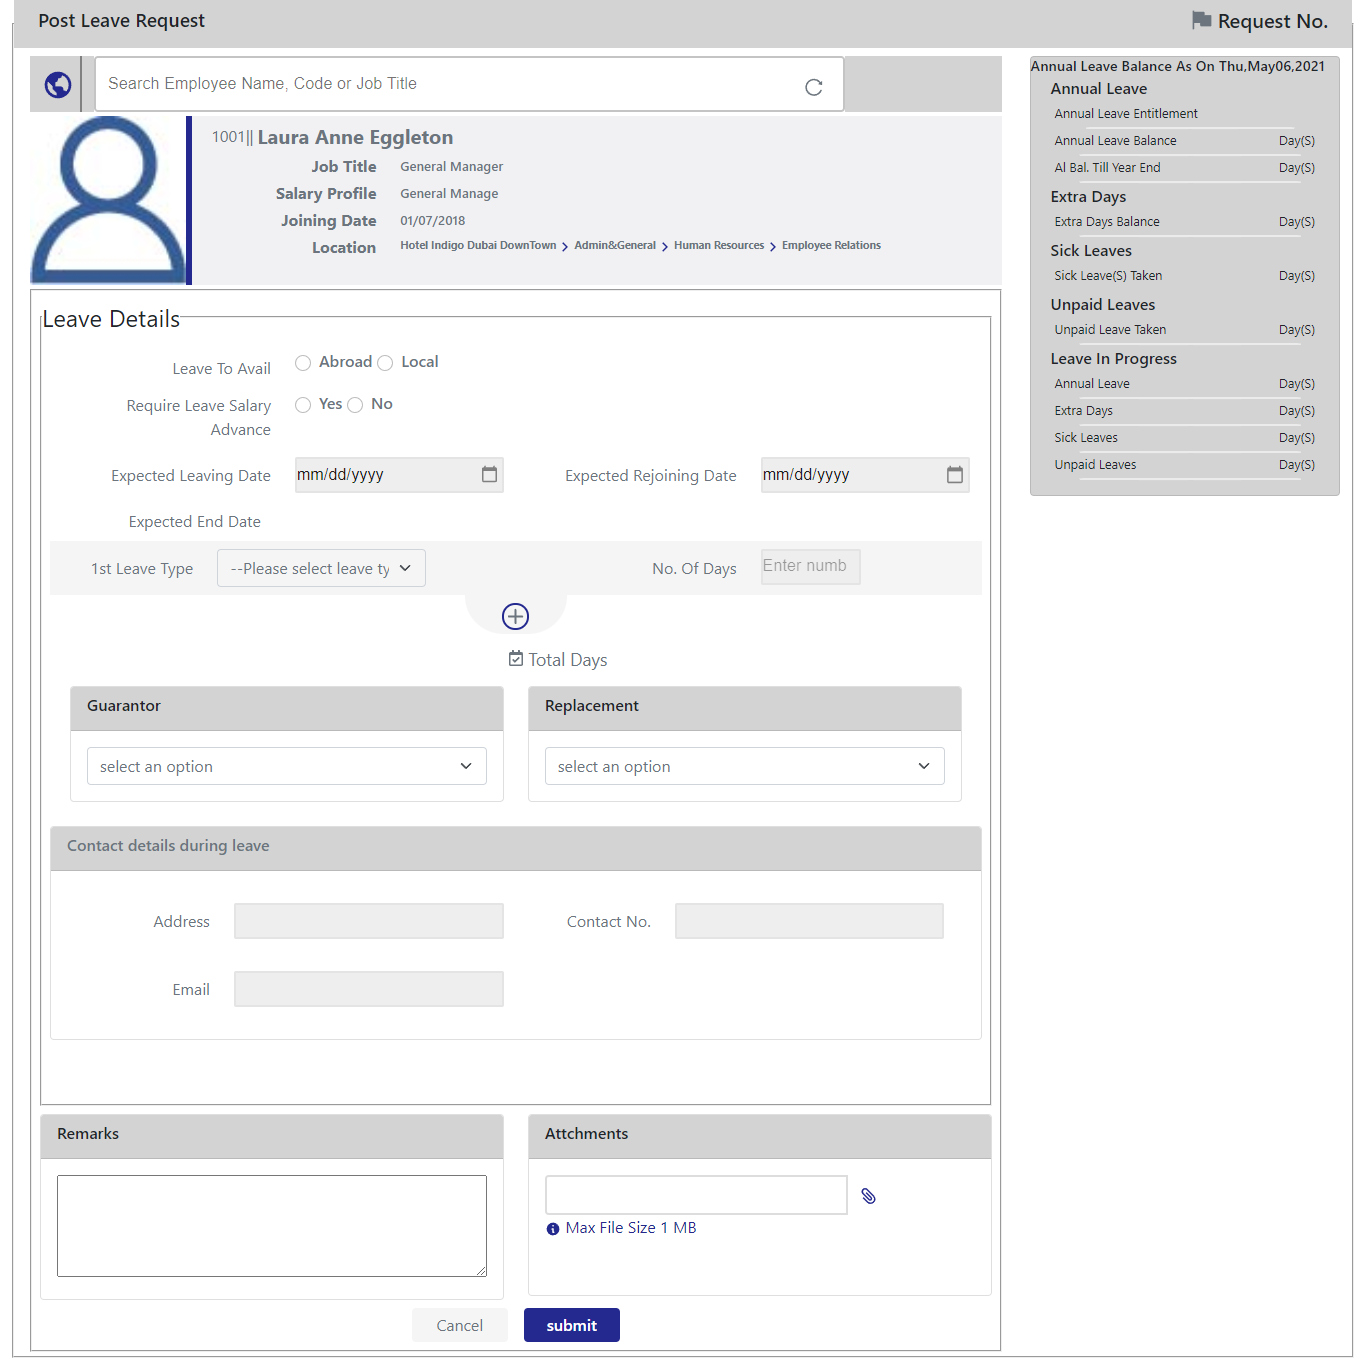 Post Leave Request
Request No.
Search Employee Name, Code or Job Title
1001|| Laura Anne Eggleton
Job Title General Manager
Salary Profile General Manage
Joining Date 01/07/2018
Location Hotel Indigo Dubai DownTown > Admin&General > Human Resources > Employee Relations
Leave Details
Leave To Avail Abroad Local
Require Leave Salary
Advance
Yes No
Expected Leaving Date mm/dd/yyyy Expected Rejoining Date mm/dd/yyyy
Expected End Date
1st Leave Type --Please select leave ty No. Of Days Enter numb
Total Days
Guarantor
select an option
Replacement
select an option
Contact details during leave
Address Contact No.
Email
Remarks
Attchments
Max File Size 1 MB
Cancel submit
Annual Leave Balance As On Thu,May06,2021
Annual Leave
Annual Leave Entitlement
Annual Leave Balance Day(S)
Al Bal. Till Year End Day(S)
Extra Days
Extra Days Balance Day(S)
Sick Leaves
Sick Leave(S) Taken Day(S)
Unpaid Leaves
Unpaid Leave Taken Day(S)
Leave In Progress
Annual Leave Day(S)
Extra Days Day(S)
Sick Leaves Day(S)
Unpaid Leaves Day(S)